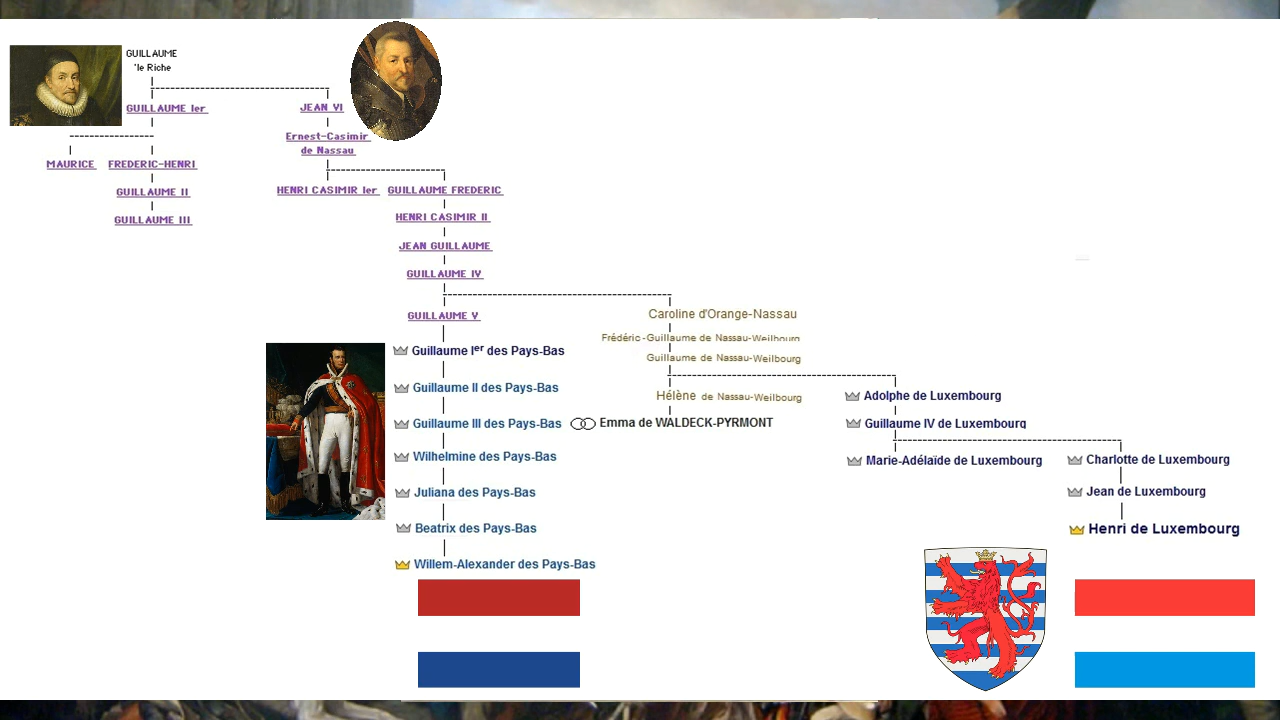 GUILLAUME
'le Riche
GUILLAUME Ier
JEAN VI
Ernest-Casimir
de Nassau
MAURICE
FREDERIC-HENRI
HENRI CASIMIR Ier
GUILLAUME FREDERIC
GUILLAUME II
HENRI CASIMIR II
GUILLAUME III
JEAN GUILLAUME
GUILLAUME IV
GUILLAUME V
Caroline d'Orange-Nassau
Frédéric-Guillaume de Nassau-Weilbourg
Guillaume Ier des Pays-Bas
Guillaume de Nassau-Weilbourg
Guillaume II des Pays-Bas
Hélène de Nassau-Weilbourg
Adolphe de Luxembourg
Guillaume III des Pays-Bas
Emma de WALDECK-PYRMONT
Guillaume IV de Luxembourg
Wilhelmine des Pays-Bas
Marie-Adélaïde de Luxembourg
Charlotte de Luxembourg
Juliana des Pays-Bas
Jean de Luxembourg
Beatrix des Pays-Bas
Henri de Luxembourg
Willem-Alexander des Pays-Bas